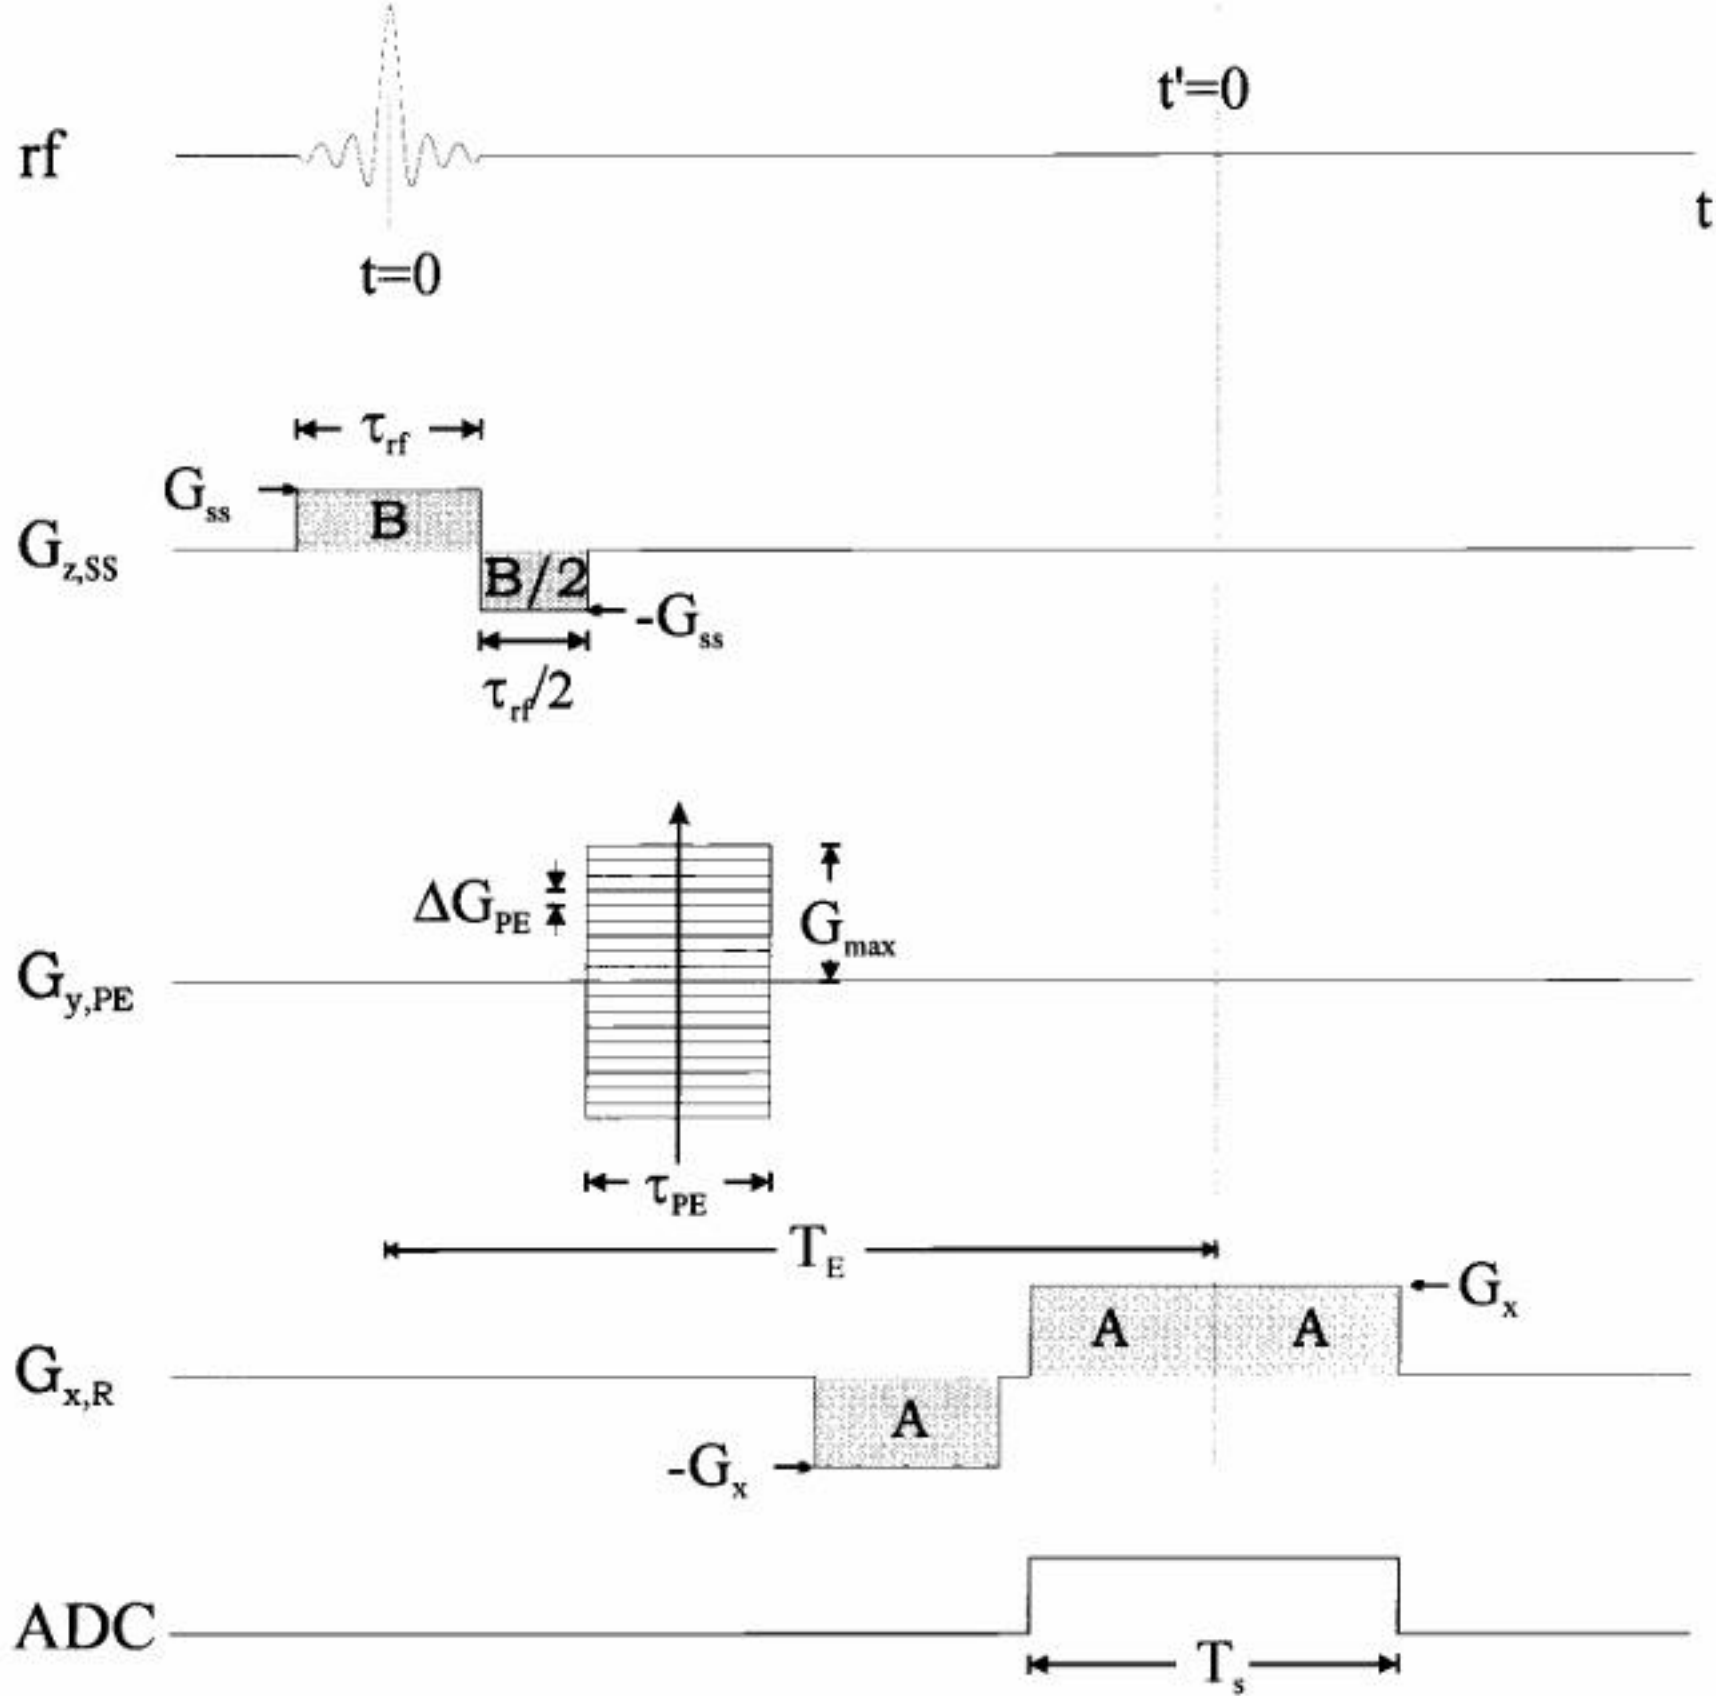 t'=0
rf
t
t=0
τrf
Gss
B
Gz,SS
B/2
-Gss
τrf/2
ΔGPE
Gmax
Gy,PE
τPE
TE
Gx
A A
Gx,R
A
-Gx
ADC
Ts